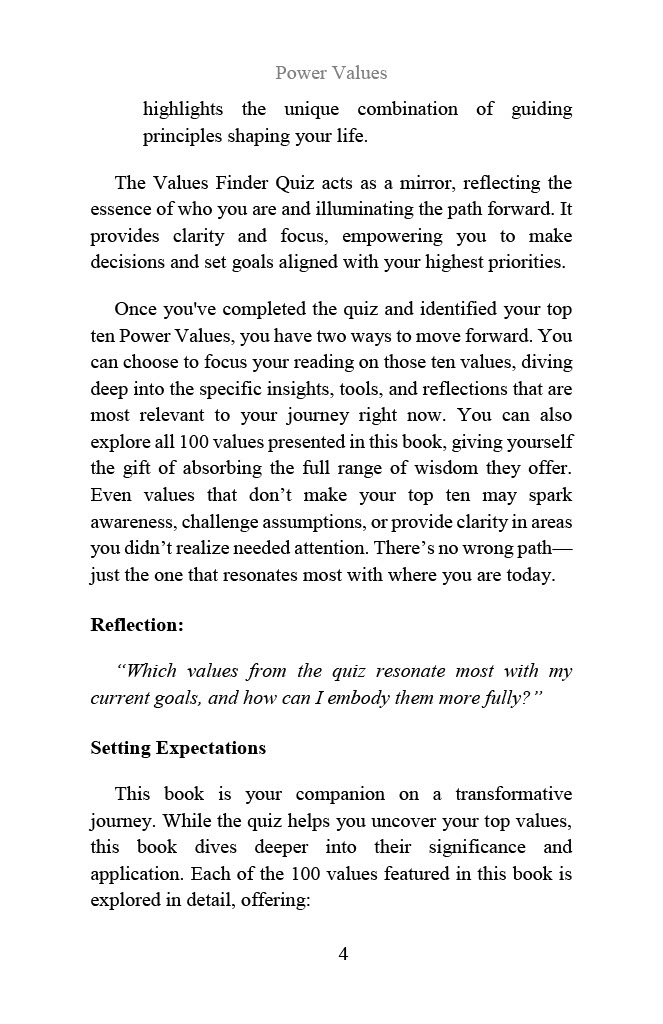 Power Values
highlights the unique combination of guiding
principles shaping your life.
The Values Finder Quiz acts as a mirror, reflecting the
essence of who you are and illuminating the path forward. It
provides clarity and focus, empowering you to make
decisions and set goals aligned with your highest priorities.
Once you've completed the quiz and identified your top
ten Power Values, you have two ways to move forward. You
can choose to focus your reading on those ten values, diving
deep into the specific insights, tools, and reflections that are
most relevant to your journey right now. You can also
explore all 100 values presented in this book, giving yourself
the gift of absorbing the full range of wisdom they offer.
Even values that don’t make your top ten may spark
awareness, challenge assumptions, or provide clarity in areas
you didn’t realize needed attention. There’s no wrong path—
just the one that resonates most with where you are today.
Reflection:
“Which values from the quiz resonate most with my
current goals, and how can I embody them more fully?”
Setting Expectations
This book is your companion on a transformative
journey. While the quiz helps you uncover your top values,
this book dives deeper into their significance and
application. Each of the 100 values featured in this book is
explored in detail, offering:
4